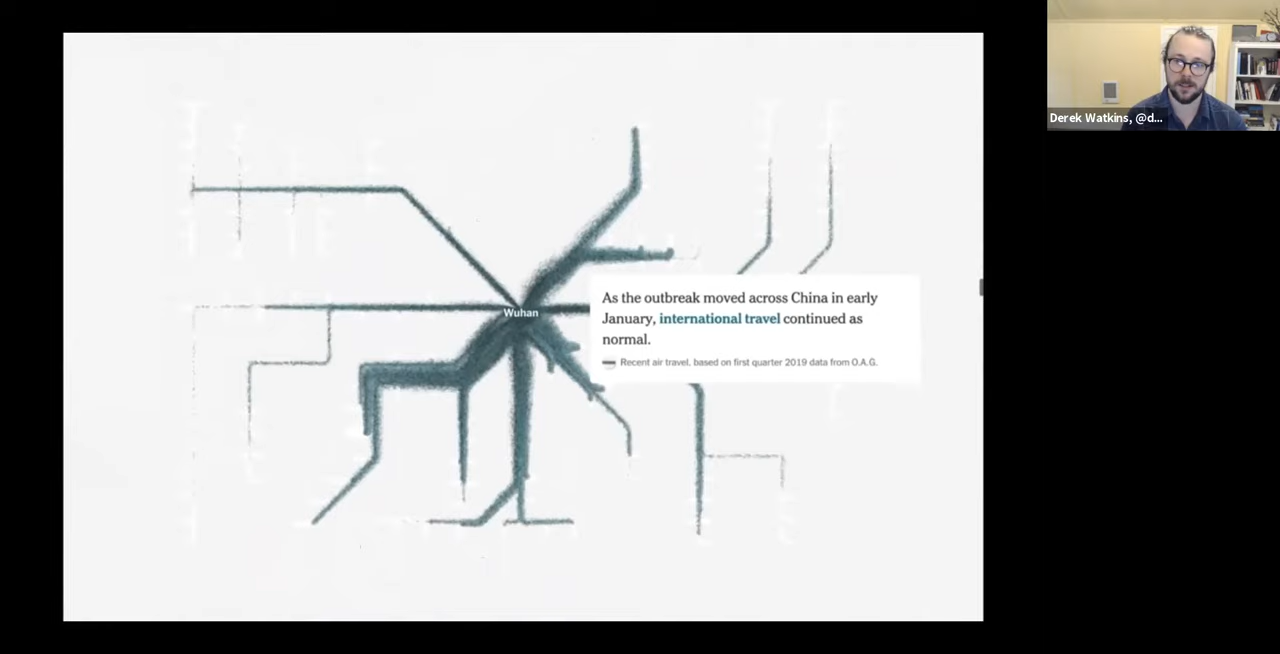 Derek Watkins, @d...
Wuhan
As the outbreak moved across China in early
January, international travel continued as
normal.
Recent air travel, based on first quarter 2019 data from O.A.G.